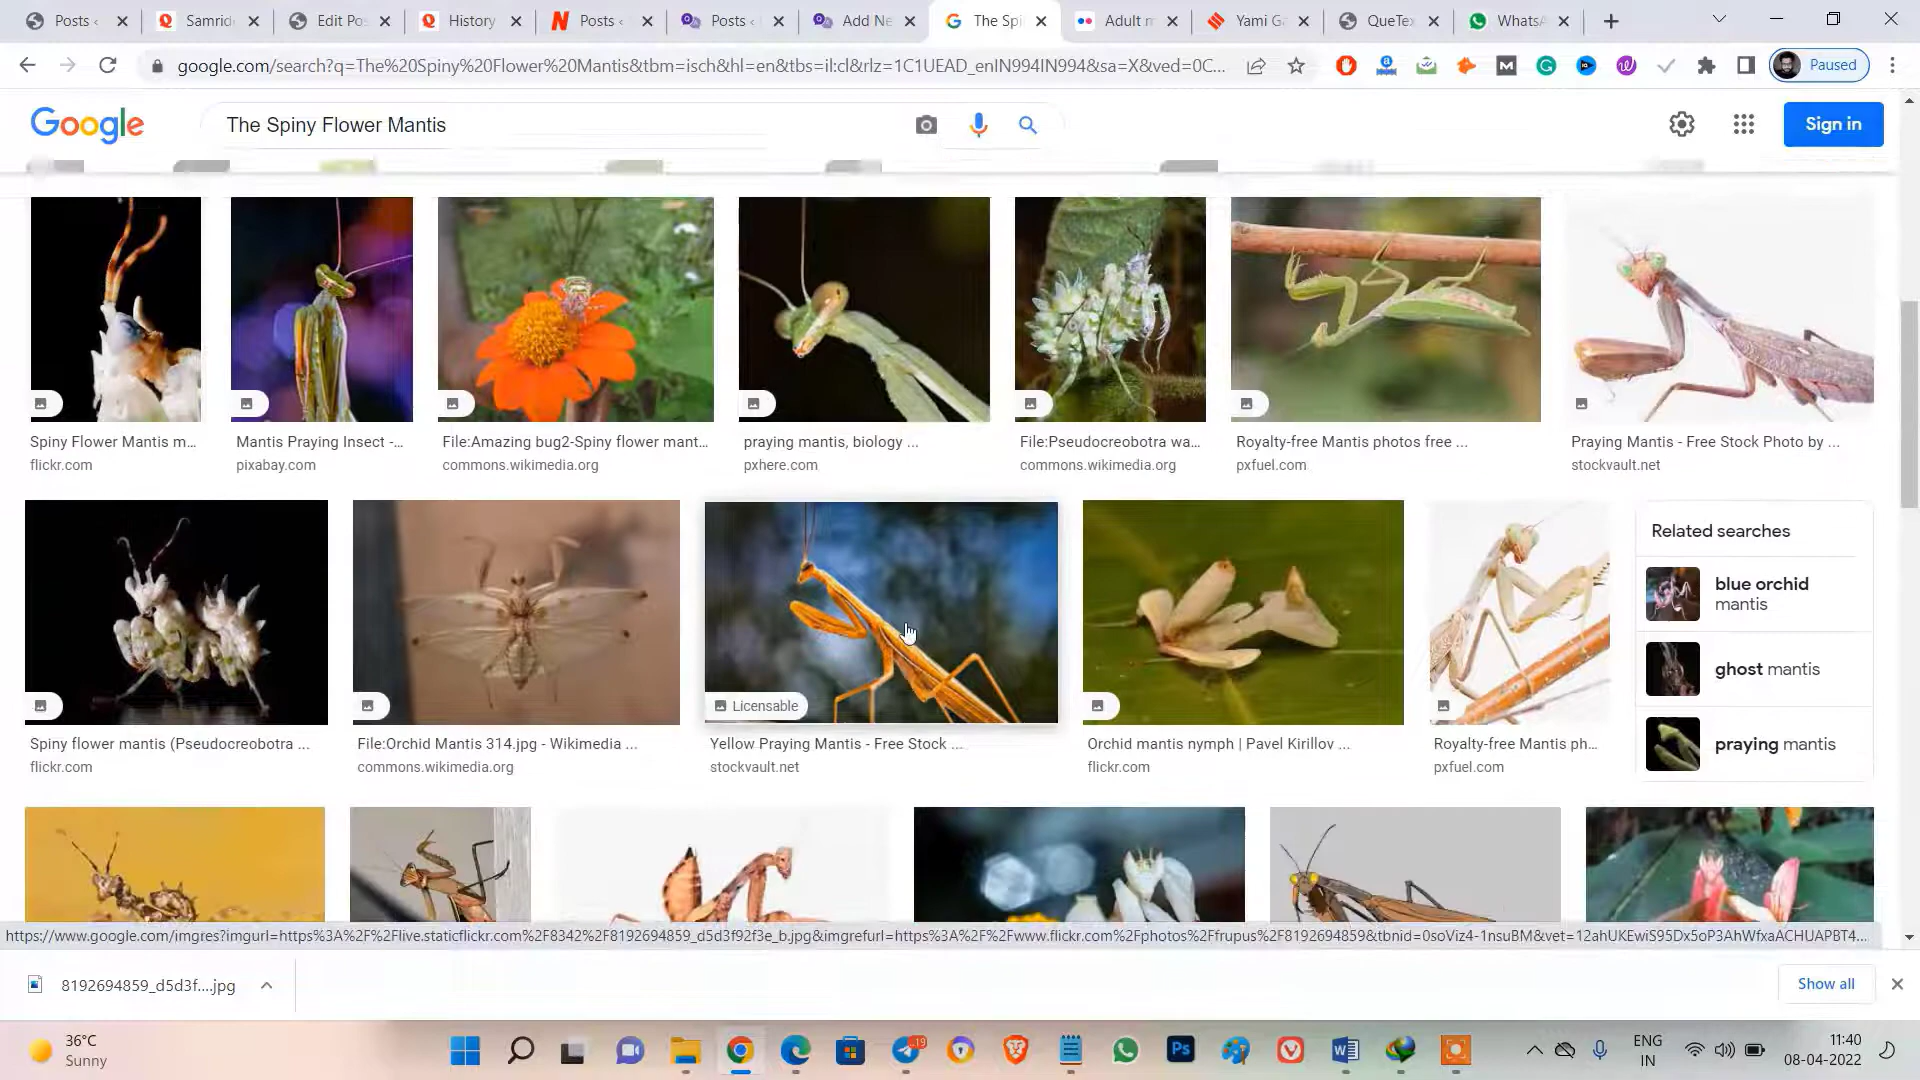 Posts
Samrid
Edit Po
History
Posts
Posts
Add Ne
The Spi
Adult m
Yami G
QueTex
WhatsA
google.com/search?q=The%20Spiny%20Flower%20Mantis&tbm=isch&hl=en&tbs=il:cl&rlz=1C1UEAD_enIN994IN994&sa=X&ved=0C...
Paused
Google
The Spiny Flower Mantis
Sign in
Spiny Flower Mantis m...
flickr.com
Mantis Praying Insect -...
pixabay.com
File:Amazing bug2-Spiny flower mant...
commons.wikimedia.org
praying mantis, biology ...
pxhere.com
File:Pseudocreobotra wa...
commons.wikimedia.org
Royalty-free Mantis photos free ...
pxfuel.com
Praying Mantis - Free Stock Photo by ...
stockvault.net
Licensable
Spiny flower mantis (Pseudocreobotra ...
flickr.com
File:Orchid Mantis 314.jpg - Wikimedia ...
commons.wikimedia.org
Yellow Praying Mantis - Free Stock ...
stockvault.net
Orchid mantis nymph | Pavel Kirillov ...
flickr.com
Royalty-free Mantis ph...
pxfuel.com
Related searches
blue orchid
mantis
ghost mantis
praying mantis
https://www.google.com/imgres?imgurl=https%3A%2F%2Flive.staticflickr.com%2F8342%2F8192694859_d5d3f92f3e_b.jpg&imgrefurl=https%3A%2F%2Fwww.flickr.com%2Fphotos%2Ffrupus%2F8192694859&tbnid=0soViz4-1nsuBM&vet=12ahUKEwiS95Dx5oP3AhWfxaACHUAPBT4...
8192694859_d5d3f....jpg
Show all
36°C
Sunny
19
Ps
ENG
IN
11:40
08-04-2022